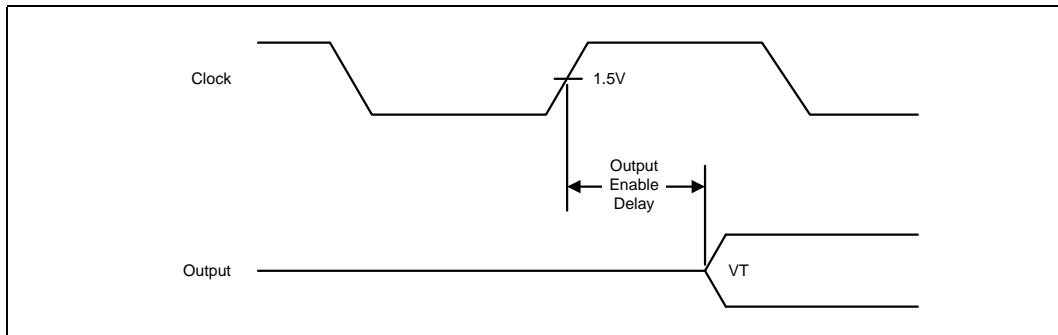 Clock
1.5V
Output
Enable
Delay
Output
VT